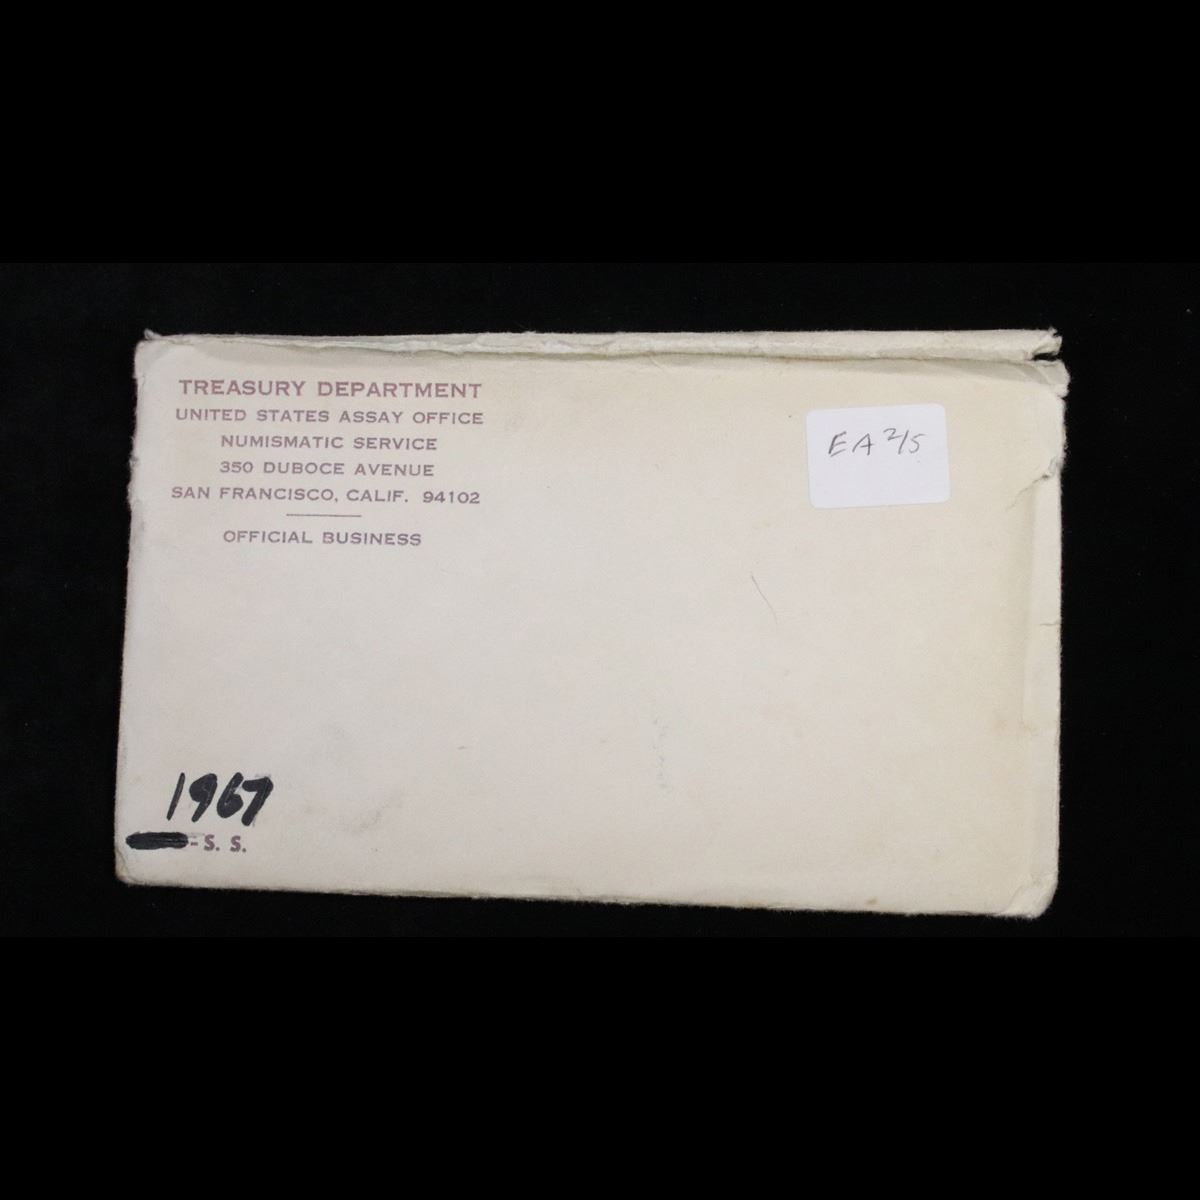 TREASURY DEPARTMENT
UNITED STATES ASSAY OFFICE
NUMISMATIC SERVICE
350 DUBOCE AVENUE
SAN FRANCISCO, CALIF. 94102
OFFICIAL BUSINESS
EA 2/5
1967
- S. S.